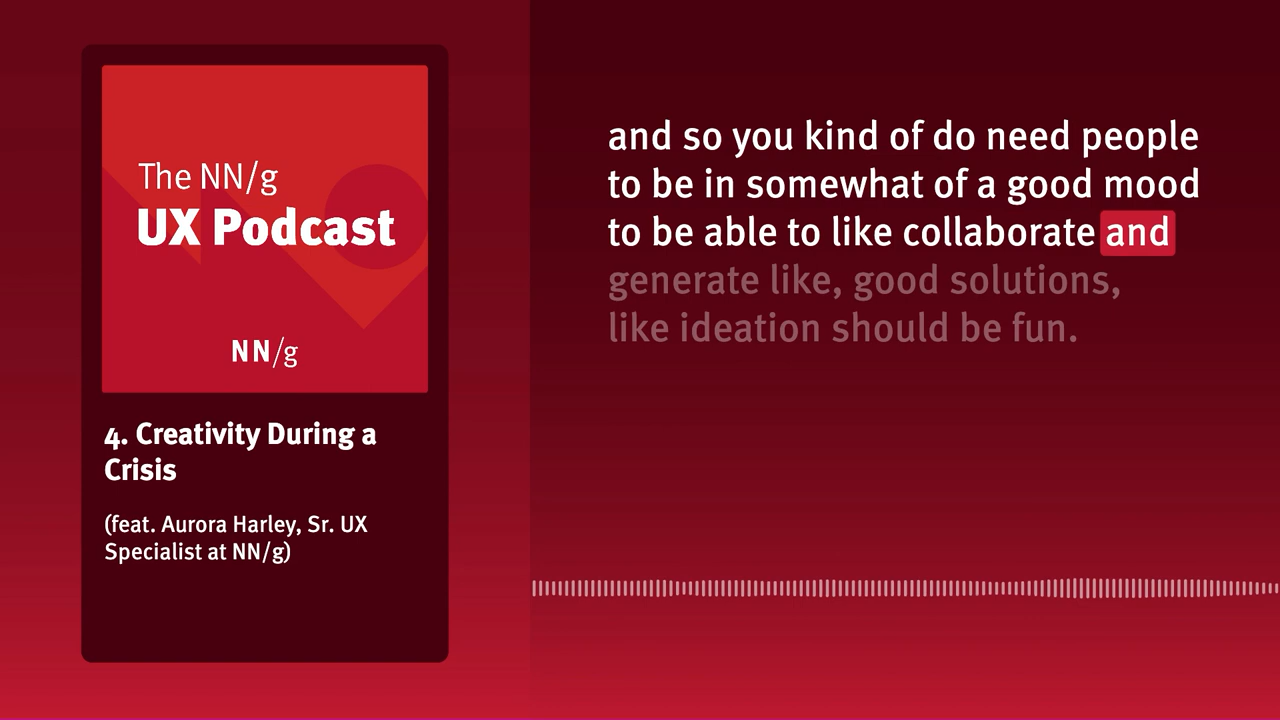 The NN/g
UX Podcast
NN/g
4. Creativity During a
Crisis
(feat. Aurora Harley, Sr. UX
Specialist at NN/g)
and so you kind of do need people
to be in somewhat of a good mood
to be able to like collaborate and
generate like, good solutions,
like ideation should be fun.